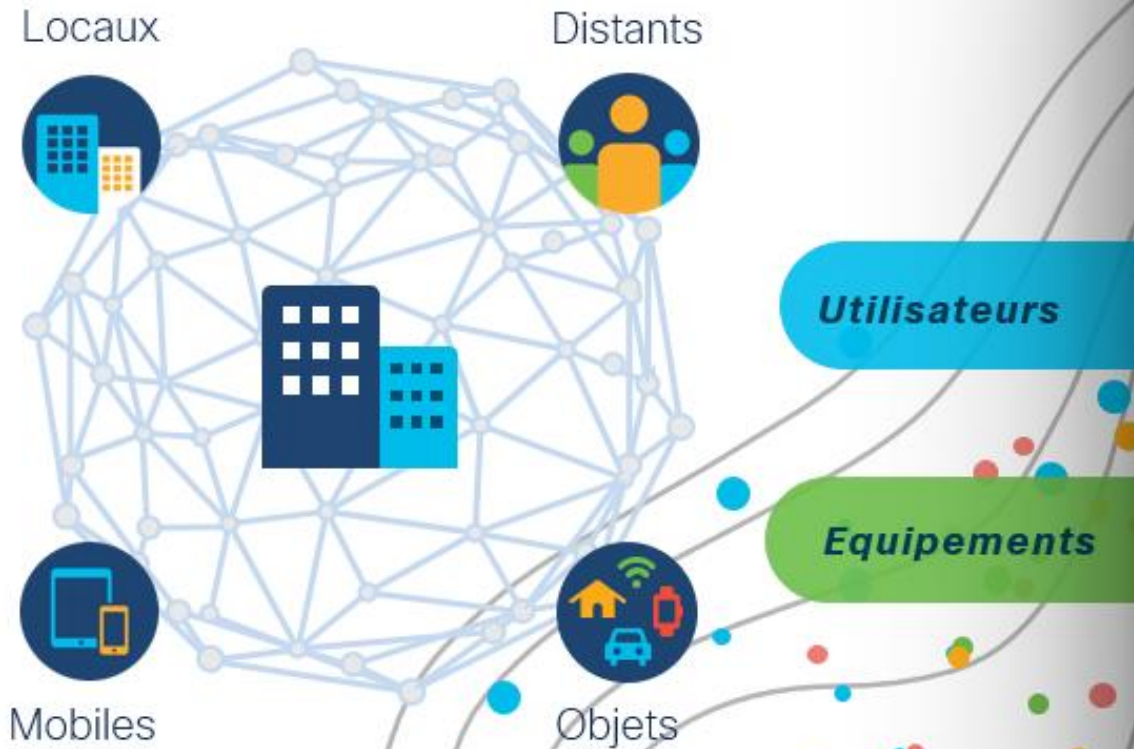 Locaux
Distants
Utilisateurs
Equipements
Mobiles
Objets